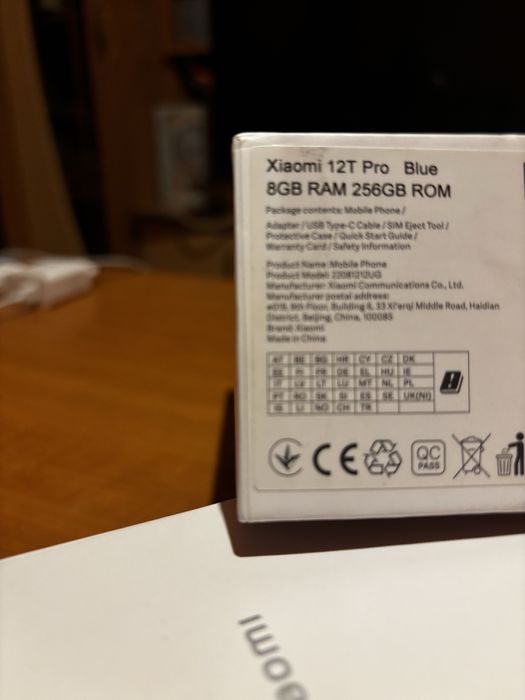 Xiaomi 12T Pro Blue
8GB RAM 256GB ROM
Package contents: Mobile Phone /
Adapter / USB Type-C Cable / SIM Eject Tool /
Protective Case / Quick Start Guide /
Warranty Card / Safety Information
Product Name: Mobile Phone
Product Model: 22081212UG
Manufacturer: Xiaomi Communications Co., Ltd.
Manufacturer postal address:
#019, 9th Floor, Building 6, 33 Xi'erqi Middle Road, Haidian
District, Beijing, China, 100085
Brand: Xiaomi
Made in China
AT BE BG HR CY CZ DK
EE FI FR DE EL HU IE
IT LV LT LU MT NL PL
PT RO SK SI ES SE UK(NI)
IS LI NO CH TR
CE QC
PASS
aomi